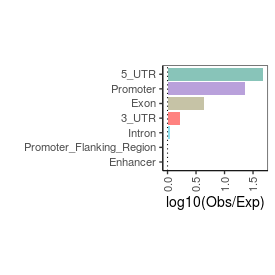 5_UTR
Promoter
Exon
3_UTR
Intron
Promoter_Flanking_Region
Enhancer
0.0
0.5
1.0
1.5
log10(Obs/Exp)